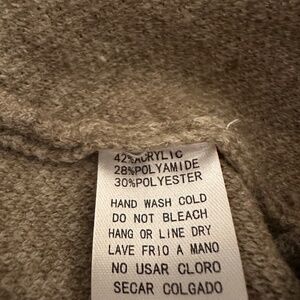 42%ACRYLIC
28%POLYAMIDE
30%POLYESTER
HAND WASH COLD
DO NOT BLEACH
HANG OR LINE DRY
LAVE FRIO A MANO
NO USAR CLORO
SECAR COLGADO